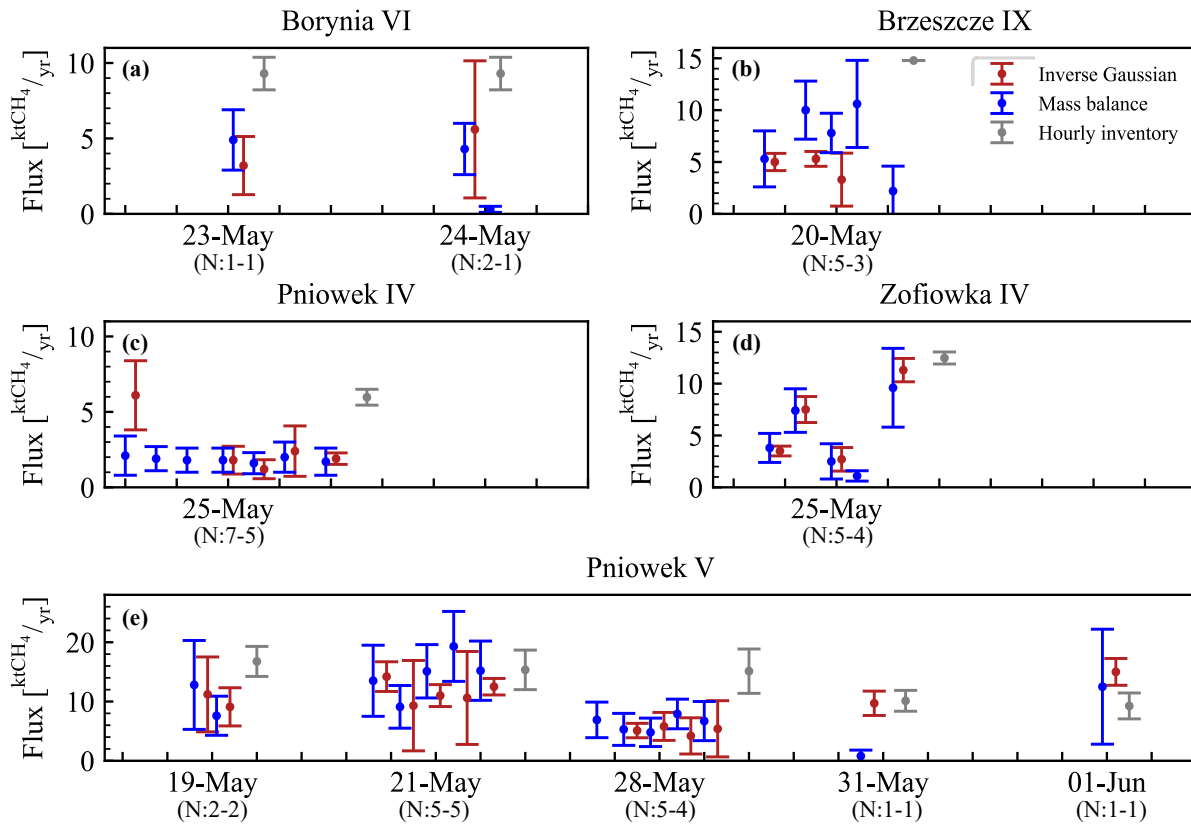 Borynia VI
Brzeszcze IX
(a)
Flux [ktCH4/yr]
10
5
0
23-May
(N:1-1)
24-May
(N:2-1)
(b)
Flux [ktCH4/yr]
15
10
5
0
20-May
(N:5-3)
Inverse Gaussian
Mass balance
Hourly inventory
Pniowek IV
Zofiowka IV
(c)
Flux [ktCH4/yr]
10
5
0
25-May
(N:7-5)
(d)
Flux [ktCH4/yr]
15
10
5
0
25-May
(N:5-4)
Pniowek V
(e)
Flux [ktCH4/yr]
20
10
0
19-May
(N:2-2)
21-May
(N:5-5)
28-May
(N:5-4)
31-May
(N:1-1)
01-Jun
(N:1-1)